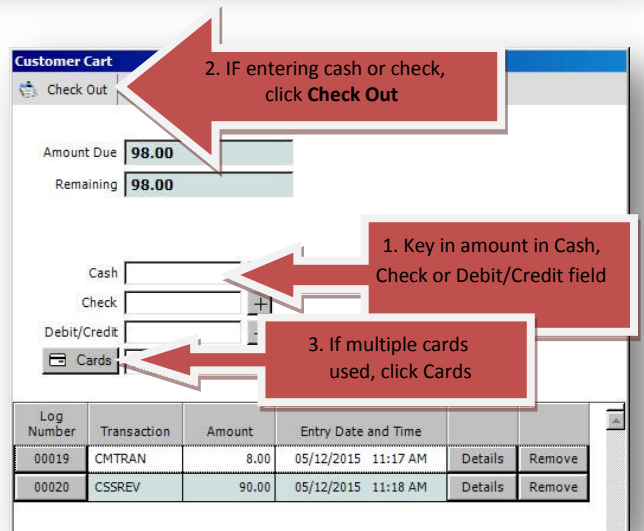 Customer Cart
2. IF entering cash or check,
click Check Out
Check Out
Amount Due 98.00
Remaining 98.00
1. Key in amount in Cash,
Check or Debit/Credit field
Cash
Check +
Debit/Credit
3. If multiple cards
used, click Cards
Cards
Log Number Transaction Amount Entry Date and Time
00019 CMTRAN 8.00 05/12/2015 11:17 AM Details Remove
00020 CSSREV 90.00 05/12/2015 11:18 AM Details Remove